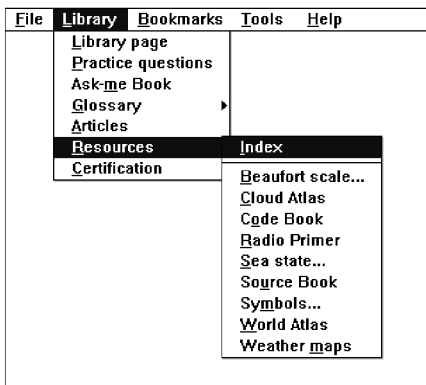 File Library Bookmarks Tools Help
Library page
Practice questions
Ask-me Book
Glossary
Articles
Resources
Certification
Index
Beaufort scale...
Cloud Atlas
Code Book
Radio Primer
Sea state...
Source Book
Symbols...
World Atlas
Weather maps